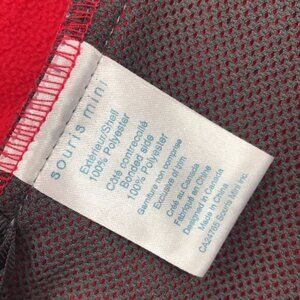 souris mini
Extérieur/Shell
100% Polyester
Côté contrecollé
Bonded side
100% Polyester
Garniture non comprise
Exclusive of trim
Créé au Canada
Fabriqué en Chine
Designed in Canada
Made in China
CA24765 Souris Mini inc.